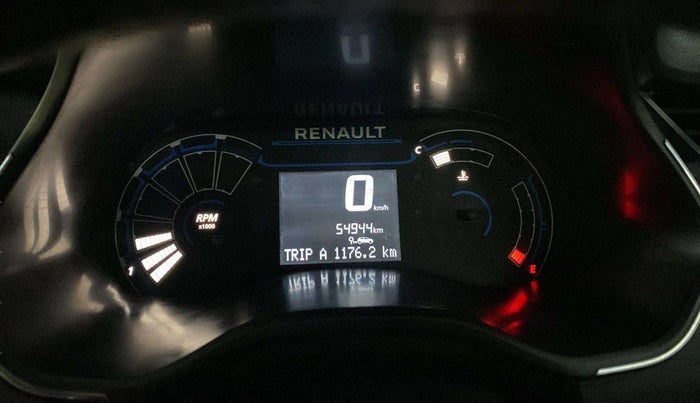 RENAULT
C
RPM
x1000
0 km/h
54944km
TRIP A 1176.2 km
1
E